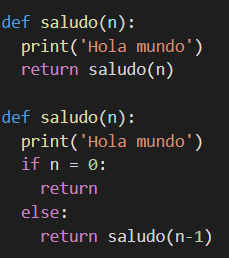 def saludo(n):
  print('Hola mundo')
  return saludo(n)

def saludo(n):
  print('Hola mundo')
  if n = 0:
    return
  else:
    return saludo(n-1)